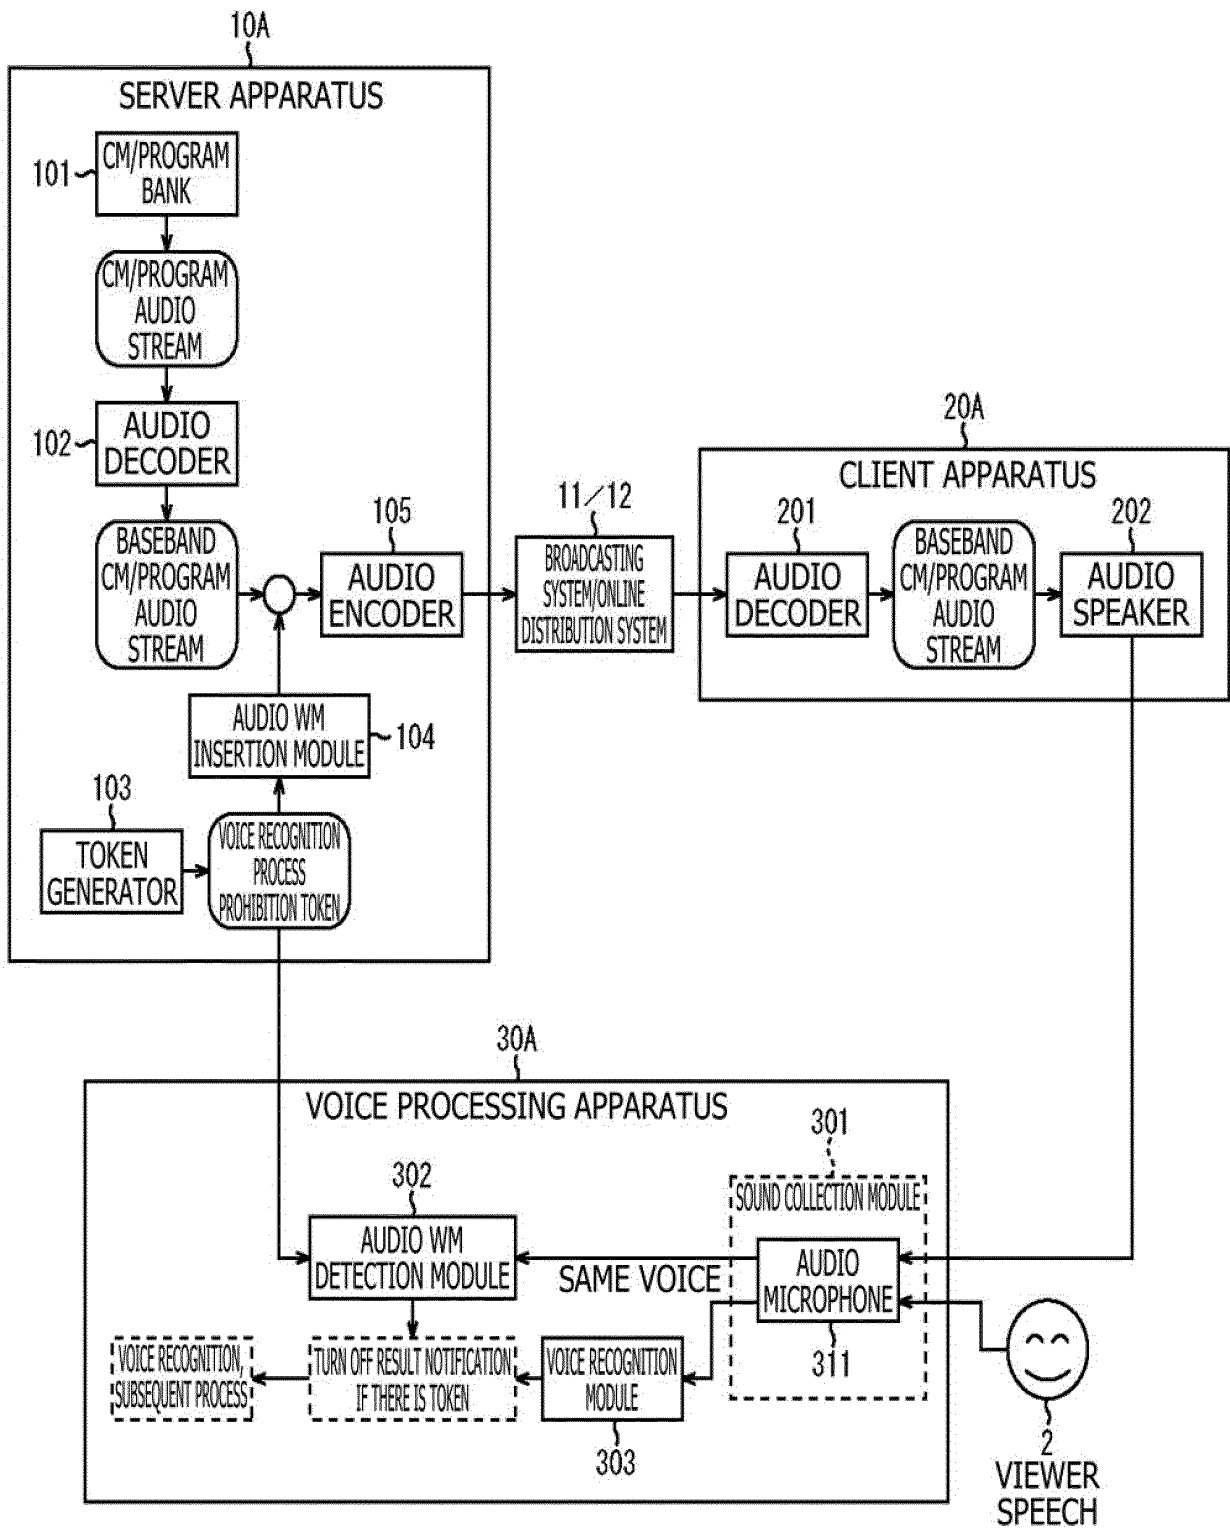 10A
SERVER APPARATUS
101
CM/PROGRAM
BANK
CM/PROGRAM
AUDIO
STREAM
102
AUDIO
DECODER
BASEBAND
CM/PROGRAM
AUDIO
STREAM
105
AUDIO
ENCODER
AUDIO WM
INSERTION MODULE
104
103
TOKEN
GENERATOR
VOICE RECOGNITION
PROCESS
PROHIBITION TOKEN
11/12
BROADCASTING
SYSTEM/ONLINE
DISTRIBUTION SYSTEM
20A
CLIENT APPARATUS
201
AUDIO
DECODER
BASEBAND
CM/PROGRAM
AUDIO
STREAM
202
AUDIO
SPEAKER
30A
VOICE PROCESSING APPARATUS
301
SOUND COLLECTION MODULE
302
AUDIO WM
DETECTION MODULE
SAME VOICE
AUDIO
MICROPHONE
311
VOICE RECOGNITION,
SUBSEQUENT PROCESS
TURN OFF RESULT NOTIFICATION
IF THERE IS TOKEN
VOICE RECOGNITION
MODULE
303
2
VIEWER
SPEECH